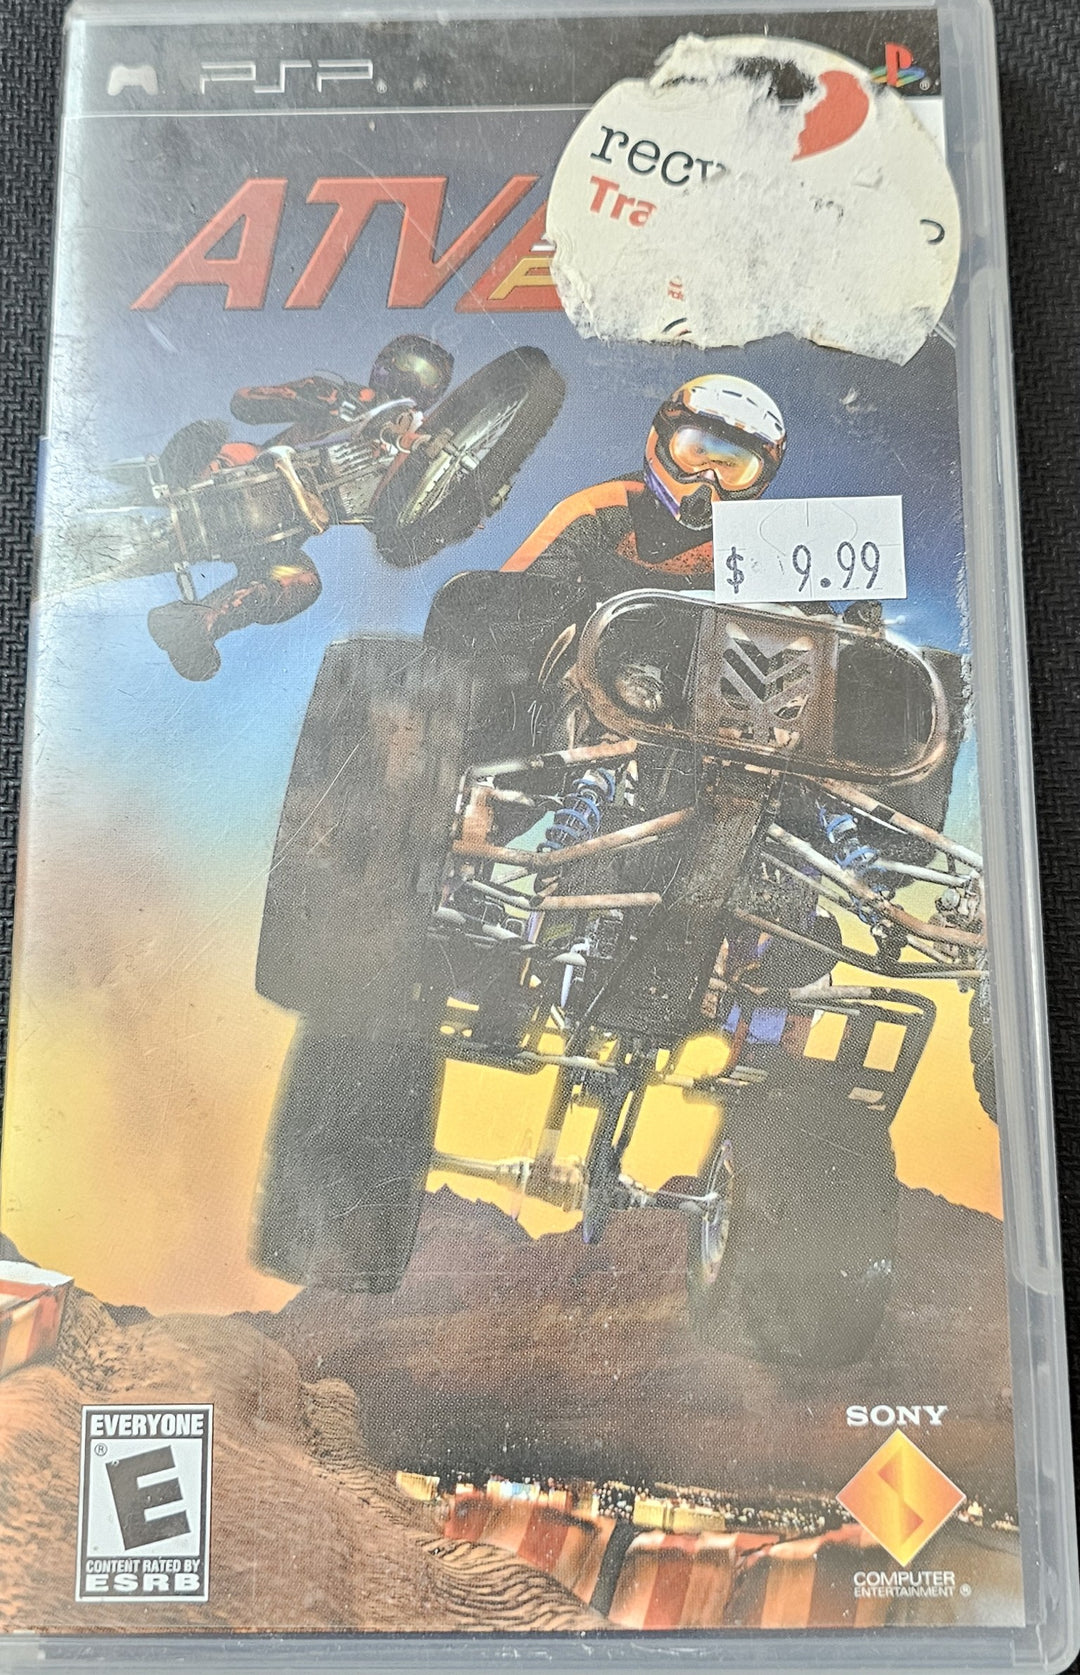 PSP®
ATV
recy
Tra
$ 9.99
EVERYONE
E
CONTENT RATED BY
ESRB
SONY
COMPUTER
ENTERTAINMENT®